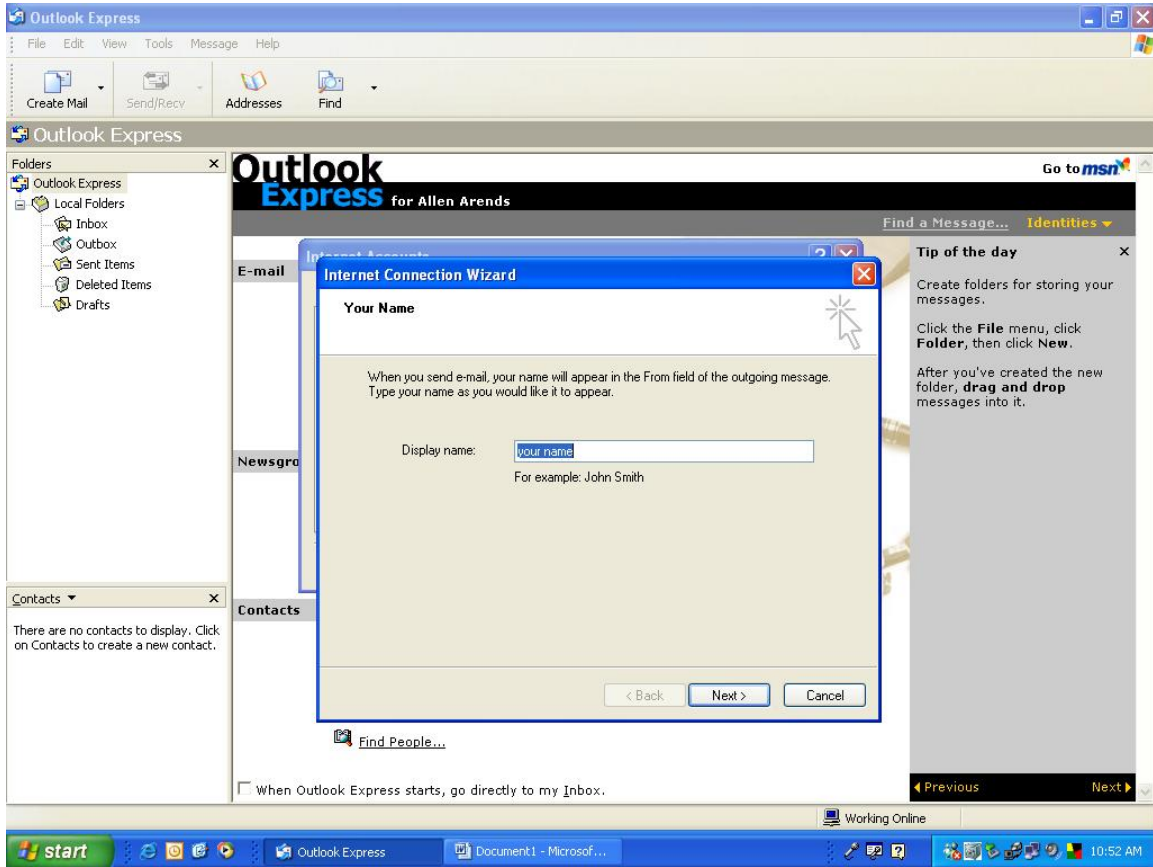 Outlook Express
File Edit View Tools Message Help
Create Mail Send/Recv Addresses Find
Outlook Express
Folders
Outlook Express
Local Folders
Inbox
Outbox
Sent Items
Deleted Items
Drafts
Contacts
There are no contacts to display. Click
on Contacts to create a new contact.
Outlook
Express for Allen Arends
Go to msn
Find a Message... Identities
E-mail
Newsgro
Contacts
Internet Accounts
Internet Connection Wizard
Your Name
When you send e-mail, your name will appear in the From field of the outgoing message.
Type your name as you would like it to appear.
Display name: your name
For example: John Smith
< Back Next > Cancel
Find People...
When Outlook Express starts, go directly to my Inbox.
Tip of the day
Create folders for storing your
messages.
Click the File menu, click
Folder, then click New.
After you've created the new
folder, drag and drop
messages into it.
Previous Next
Working Online
start Outlook Express Document1 - Microsof... 10:52 AM